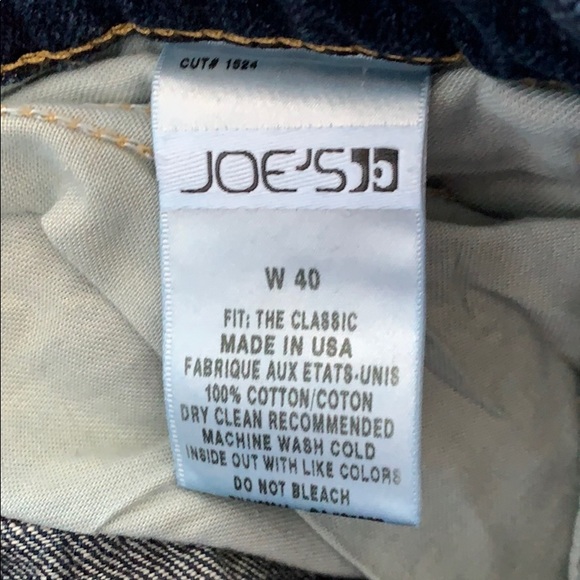 CUT# 1524
JOE'S
W 40
FIT: THE CLASSIC
MADE IN USA
FABRIQUE AUX ETATS-UNIS
100% COTTON/COTON
DRY CLEAN RECOMMENDED
MACHINE WASH COLD
INSIDE OUT WITH LIKE COLORS
DO NOT BLEACH